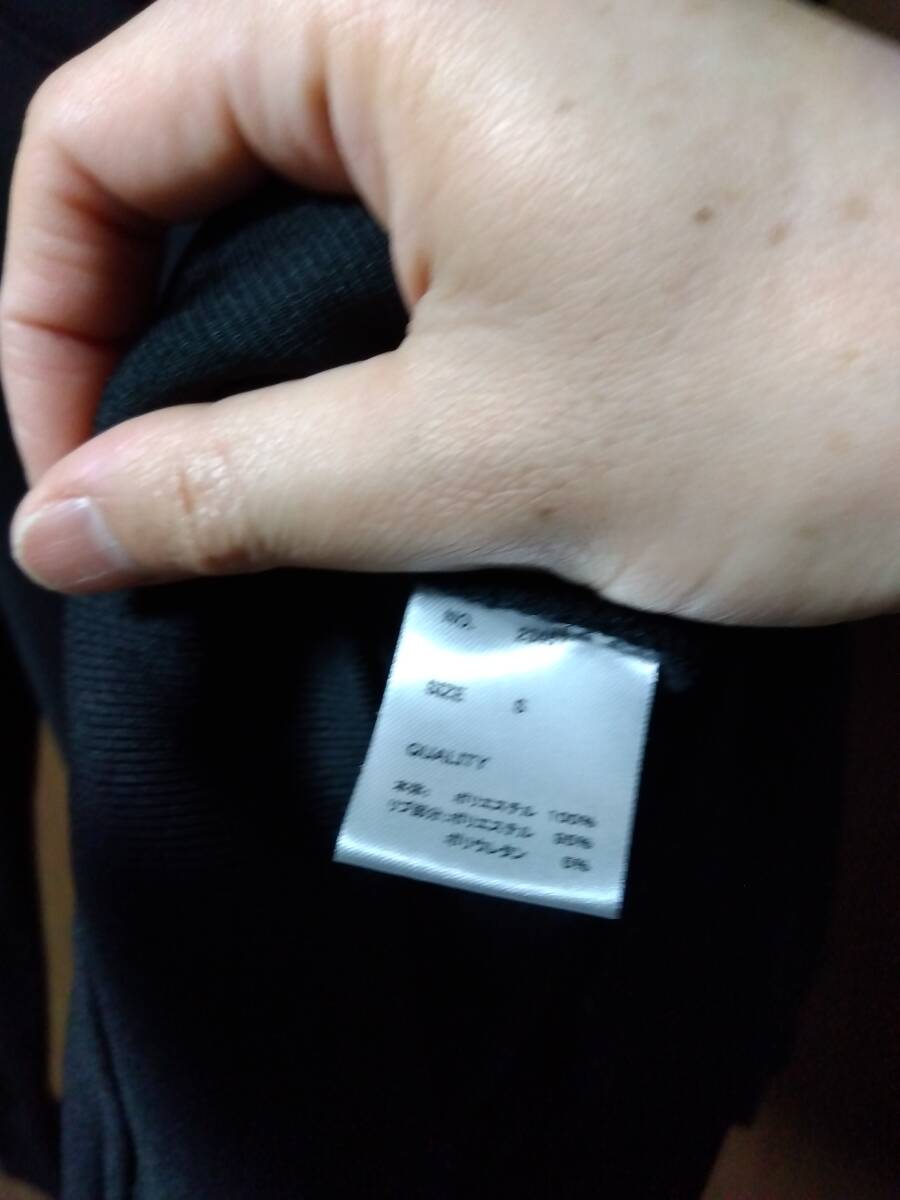 NO.
SIZE S
QUALITY
本体: ポリエステル 100%
リブ部分:ポリエステル 95%
ポリウレタン 5%